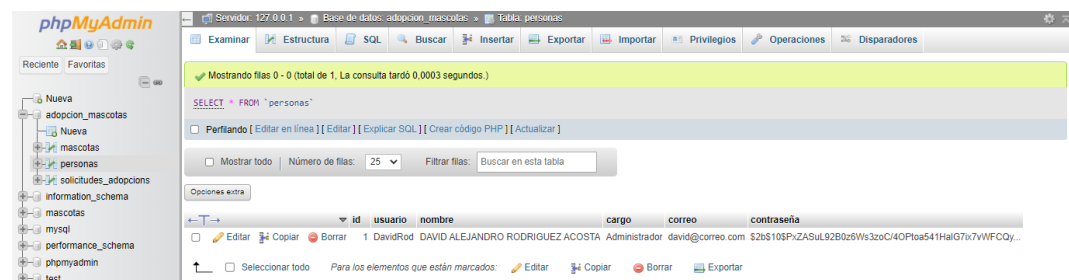 phpMyAdmin
Reciente Favoritas
Nueva
adopcion_mascotas
Nueva
mascotas
personas
solicitudes_adopcions
information_schema
mascotas
mysql
performance_schema
phpmyadmin
test
Servidor: 127.0.0.1 » Base de datos: adopcion_mascotas » Tabla: personas
Examinar Estructura SQL Buscar Insertar Exportar Importar Privilegios Operaciones Disparadores
Mostrando filas 0 - 0 (total de 1, La consulta tardó 0,0003 segundos.)
SELECT * FROM `personas`
Perfilando [ Editar en línea ] [ Editar ] [ Explicar SQL ] [ Crear código PHP ] [ Actualizar ]
Mostrar todo | Número de filas: 25 Filtrar filas: Buscar en esta tabla
Opciones extra
←T→ id usuario nombre cargo correo contraseña
Editar Copiar Borrar 1 DavidRod DAVID ALEJANDRO RODRIGUEZ ACOSTA Administrador david@correo.com $2b$10$PxZASuL92B0z6Ws3zoC/4OPtoa541HalG7ix7vWFCQy...
Seleccionar todo Para los elementos que están marcados: Editar Copiar Borrar Exportar